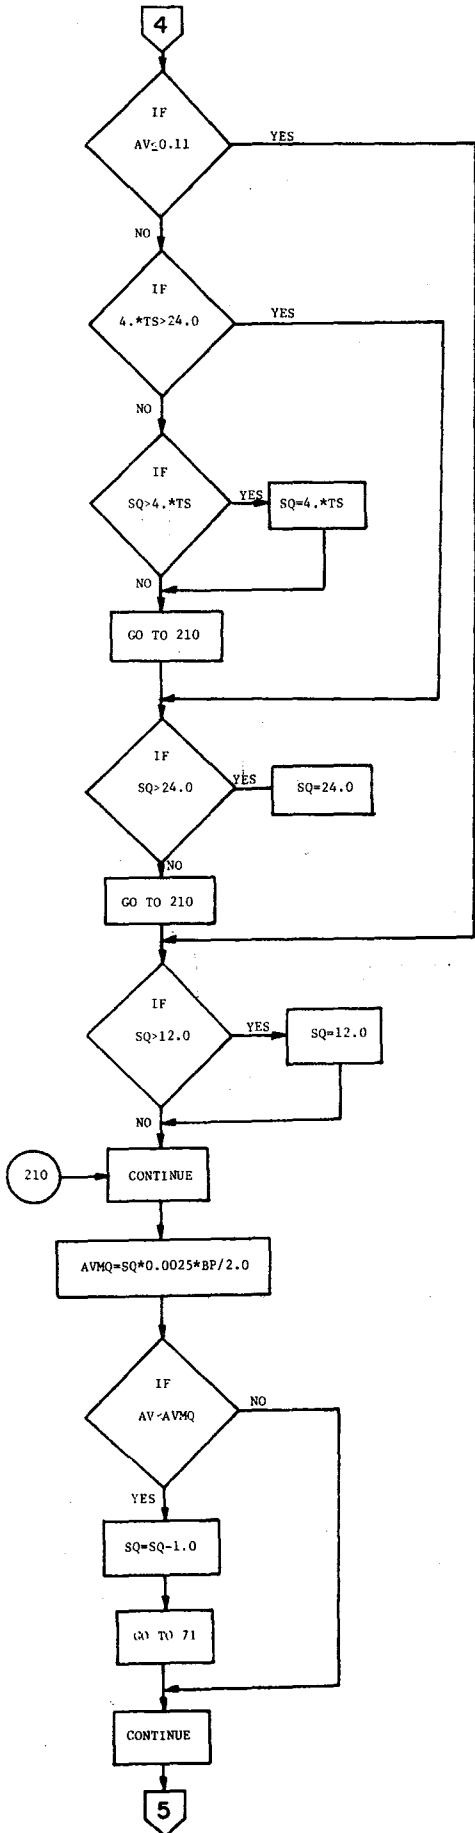 4
IF
AV≤0.11
YES
NO
IF
4.*TS>24.0
YES
NO
IF
SQ>4.*TS
YES
SQ=4.*TS
NO
GO TO 210
IF
SQ>24.0
YES
SQ=24.0
NO
GO TO 210
IF
SQ>12.0
YES
SQ=12.0
NO
210
CONTINUE
AVMQ=SQ*0.0025*BP/2.0
IF
AV<AVMQ
NO
YES
SQ=SQ-1.0
GO TO 71
CONTINUE
5